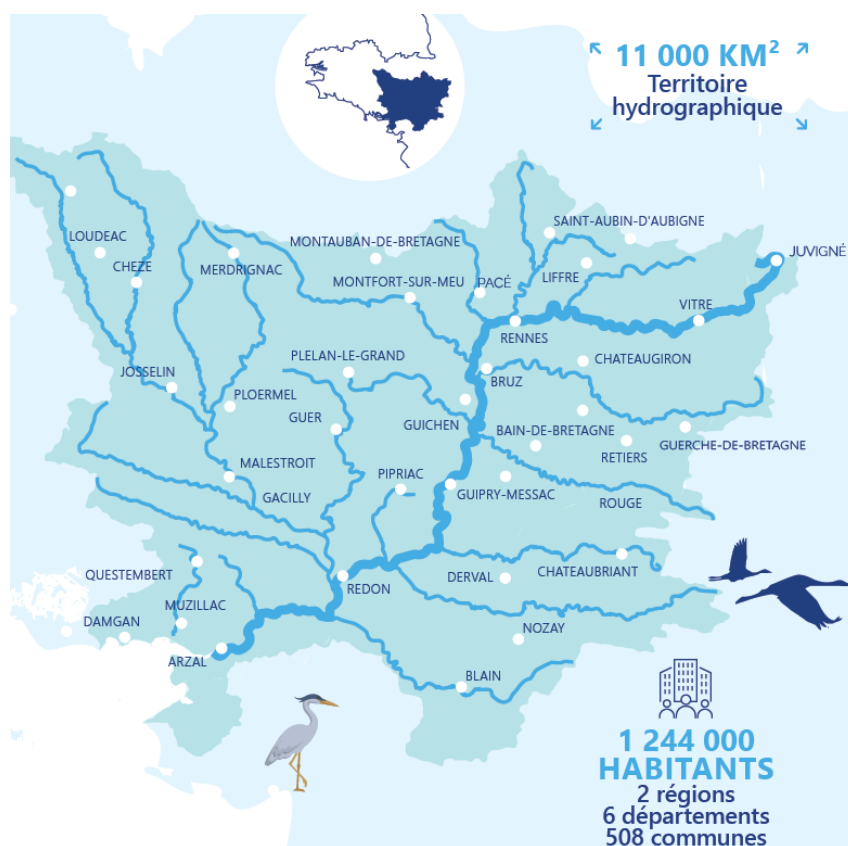 11 000 KM²
Territoire
hydrographique
SAINT-AUBIN-D'AUBIGNE
LOUDEAC
MONTAUBAN-DE-BRETAGNE
JUVIGNÉ
CHEZE
MERDRIGNAC
MONTFORT-SUR-MEU
PACÉ
LIFFRE
VITRE
RENNES
PLELAN-LE-GRAND
CHATEAUGIRON
JOSSELIN
BRUZ
PLOERMEL
GUER
GUICHEN
BAIN-DE-BRETAGNE
GUERCHE-DE-BRETAGNE
RETIERS
MALESTROIT
PIPRIAC
GACILLY
GUIPRY-MESSAC
ROUGE
QUESTEMBERT
REDON
DERVAL
CHATEAUBRIANT
MUZILLAC
DAMGAN
NOZAY
ARZAL
BLAIN
1 244 000
HABITANTS
2 régions
6 départements
508 communes